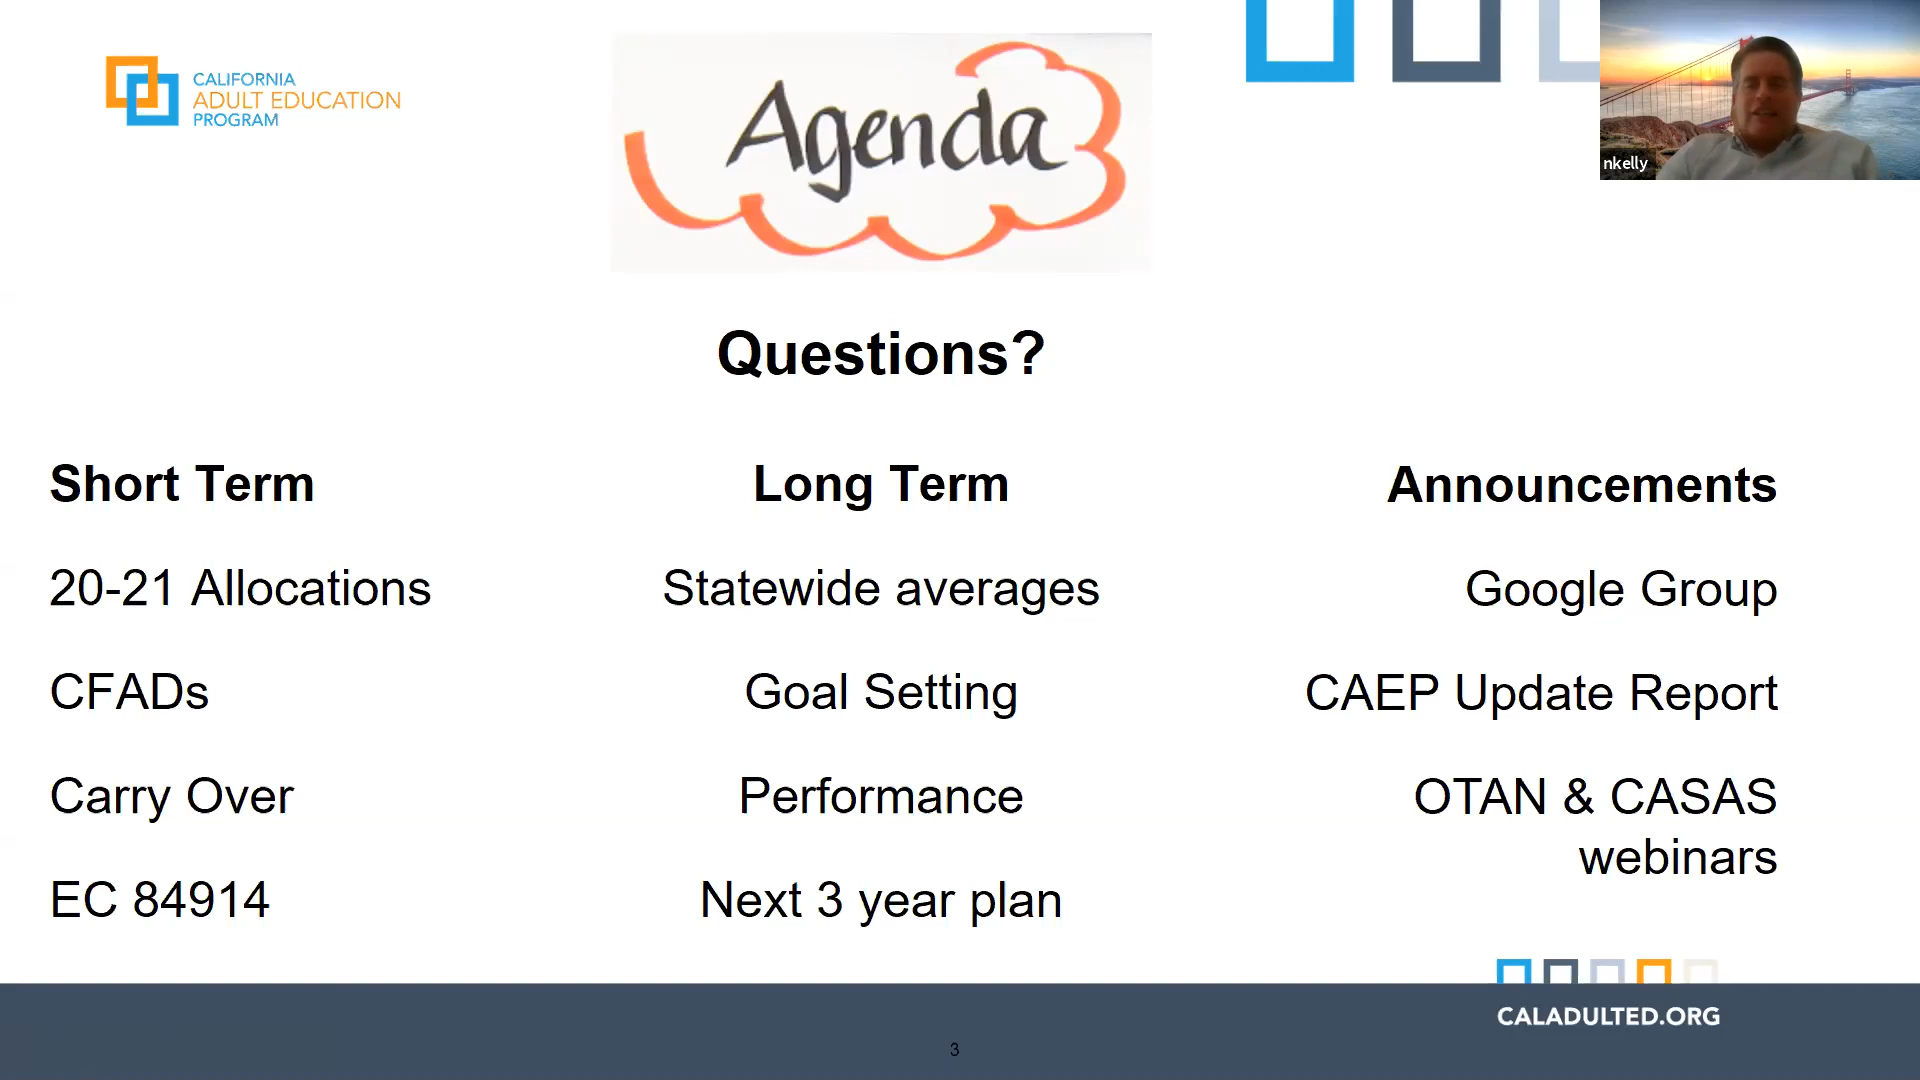 CALIFORNIA
ADULT EDUCATION
PROGRAM
Agenda
nkelly
Questions?
Short Term
20-21 Allocations
CFADs
Carry Over
EC 84914
Long Term
Statewide averages
Goal Setting
Performance
Next 3 year plan
Announcements
Google Group
CAEP Update Report
OTAN & CASAS
webinars
CALADULTED.ORG
3